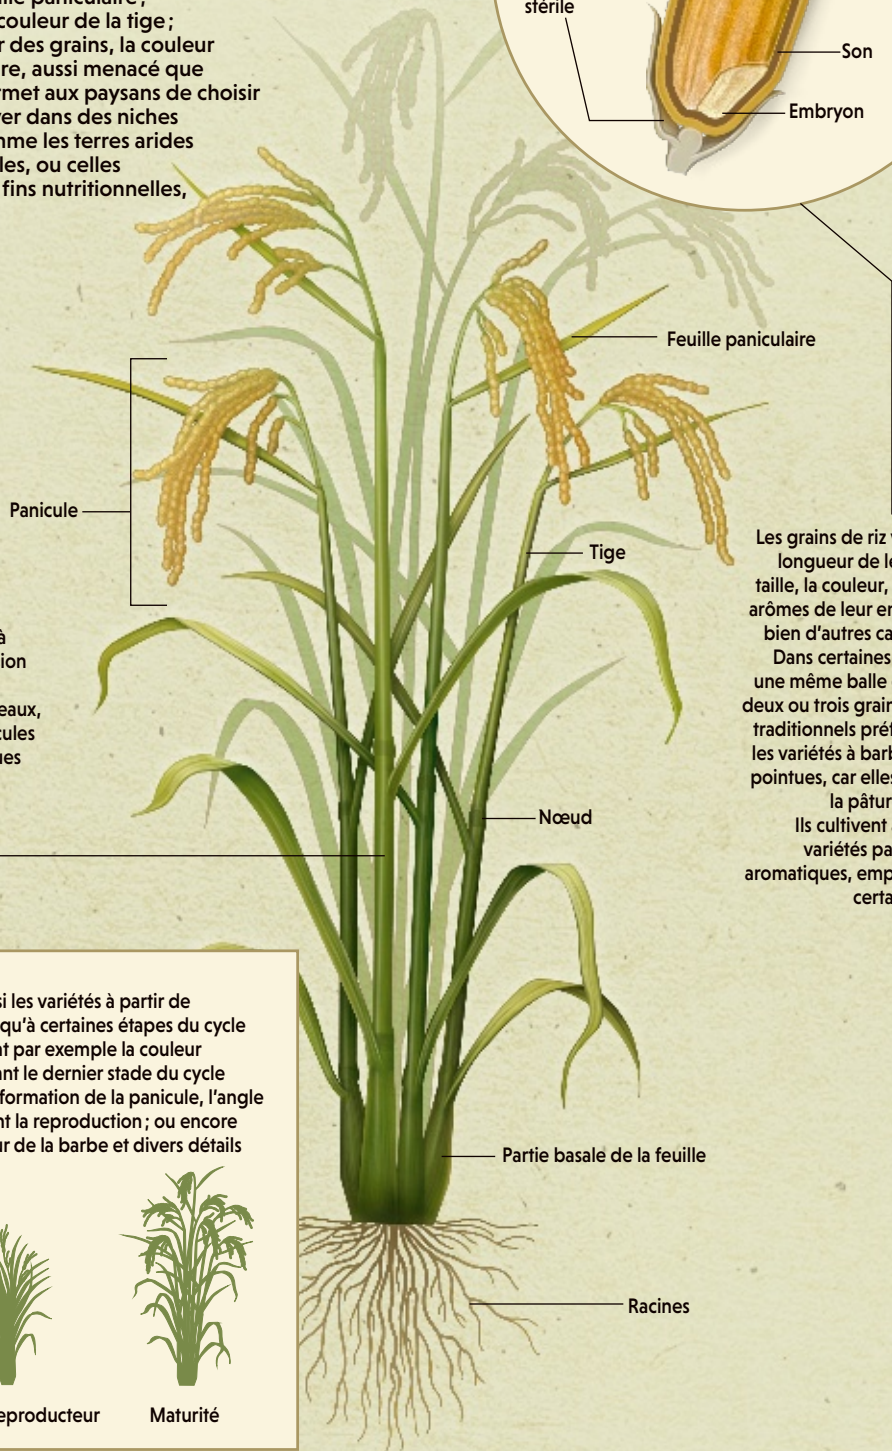 couleur de la tige ;
r des grains, la couleur
re, aussi menacé que
met aux paysans de choisir
ver dans des niches
mme les terres arides
les, ou celles
fins nutritionnelles,
stérile
Son
Embryon
Feuille paniculaire
Panicule
Tige
Nœud
Partie basale de la feuille
Racines
à
ion
eaux,
cules
ues
Les grains de riz
longueur de le
taille, la couleur,
arômes de leur en
bien d’autres ca
Dans certaines
une même balle
deux ou trois grain
traditionnels préf
les variétés à barb
pointues, car elles
la pâtur
Ils cultivent
variétés pa
aromatiques, emp
certa
si les variétés à partir de
qu’à certaines étapes du cycle
nt par exemple la couleur
ant le dernier stade du cycle
formation de la panicule, l’angle
nt la reproduction ; ou encore
ur de la barbe et divers détails
eproducteur
Maturité